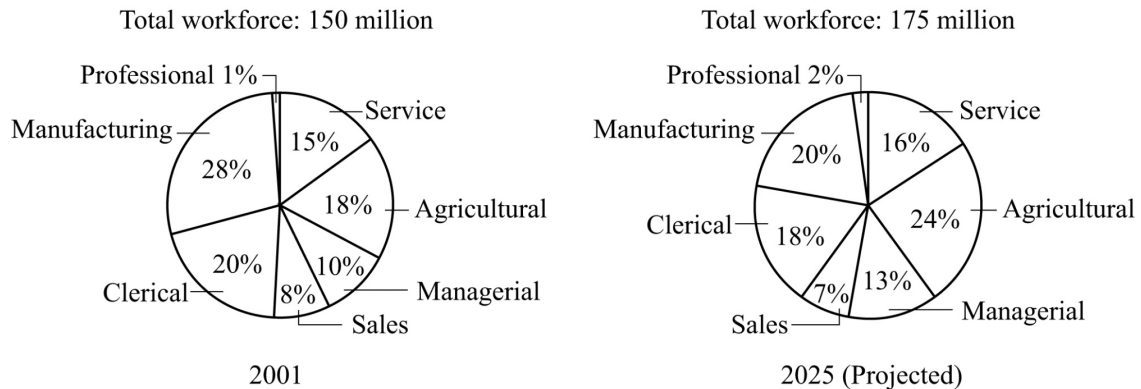 Total workforce: 150 million
Professional 1%
Service
Manufacturing
15%
28%
18%
Agricultural
20%
10%
Clerical
8%
Managerial
Sales
2001
Total workforce: 175 million
Professional 2%
Service
Manufacturing
16%
20%
24%
Agricultural
Clerical
18%
13%
7%
Managerial
Sales
2025 (Projected)